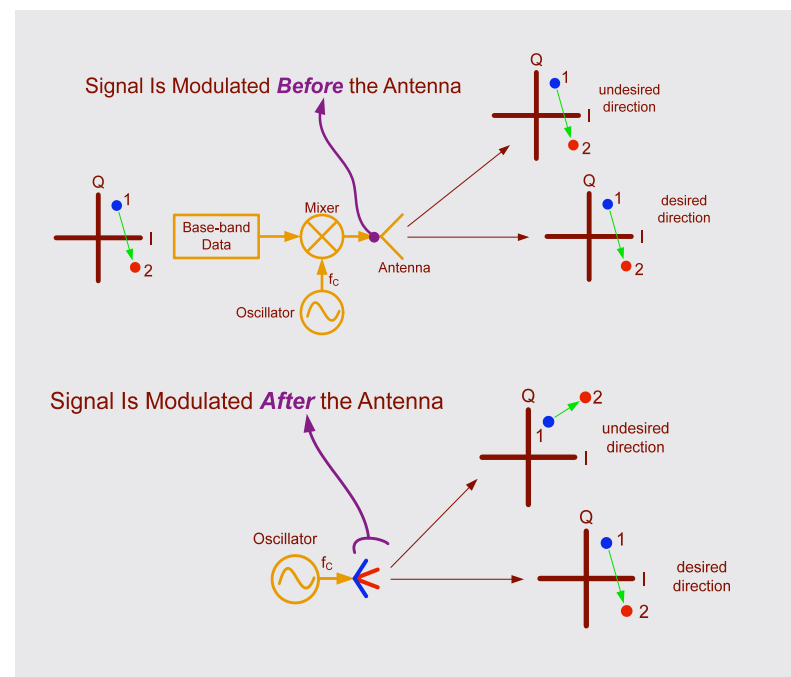 Signal Is Modulated Before the Antenna
Q
1
I
2
undesired
direction
Q
1
I
2
Base-band
Data
Mixer
Antenna
fC
Oscillator
Q
1
I
2
desired
direction
Signal Is Modulated After the Antenna
Q
1
2
I
undesired
direction
Oscillator
fC
Q
1
I
2
desired
direction